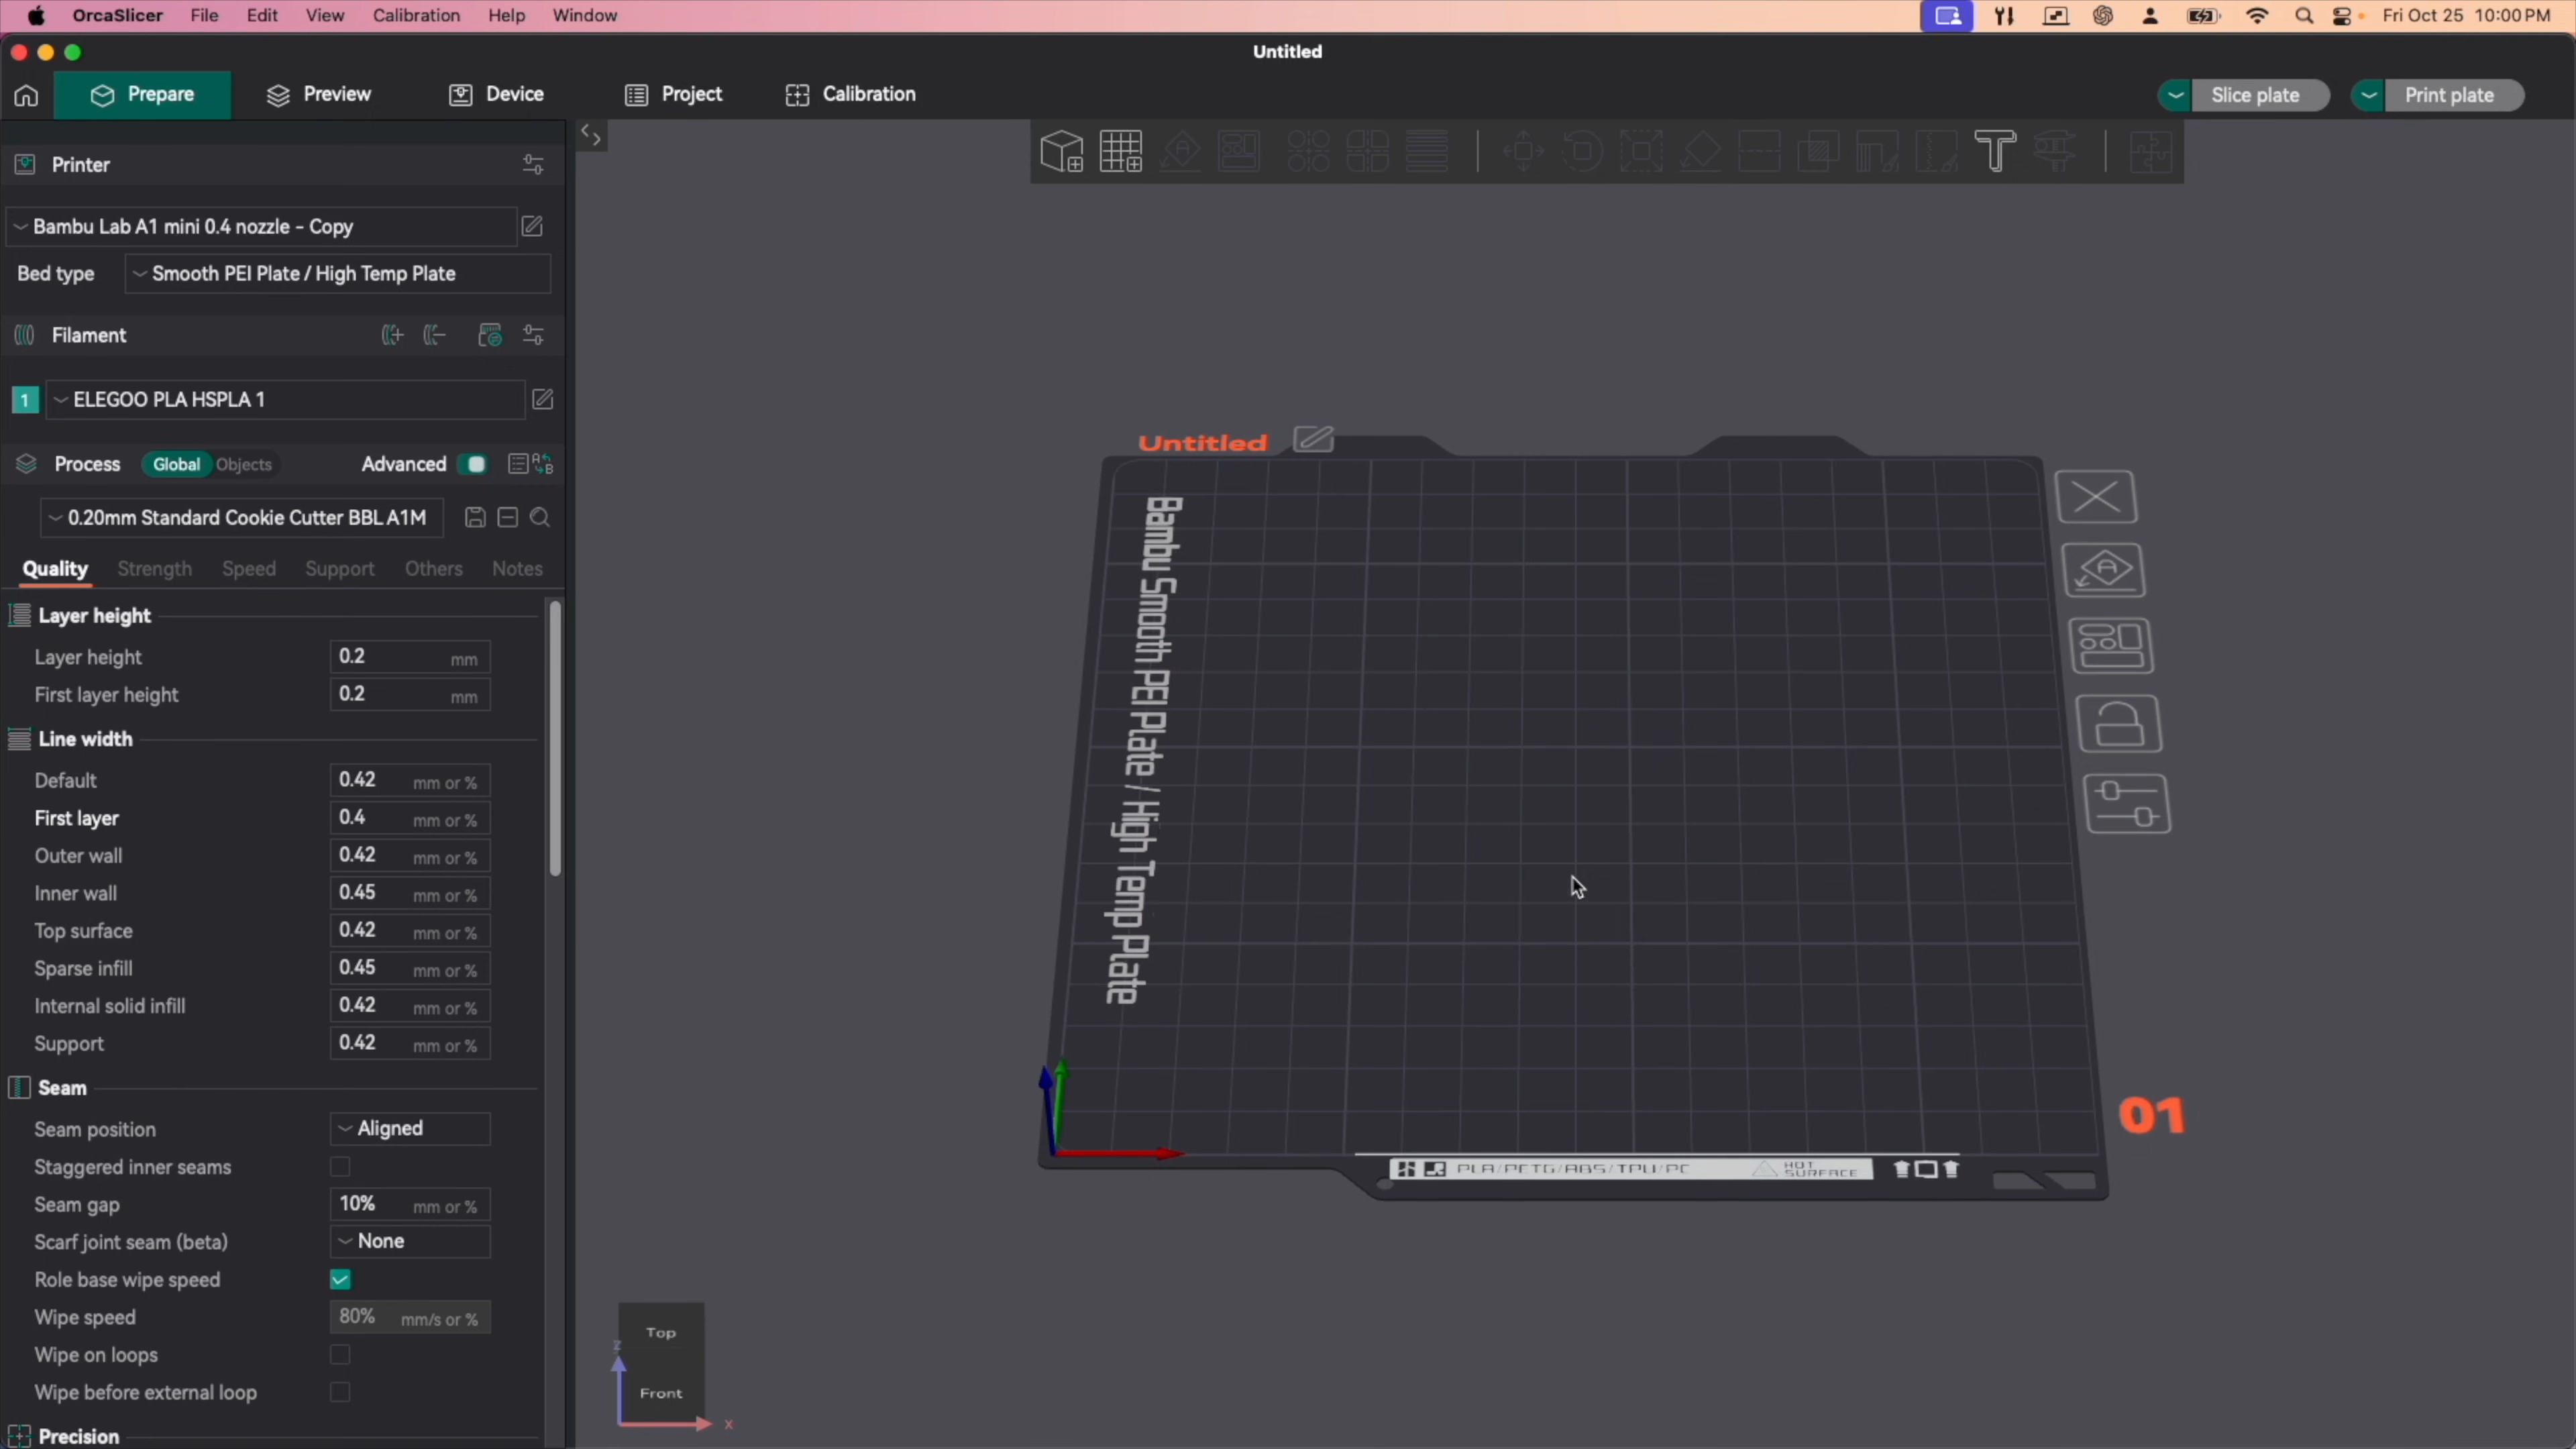 OrcaSlicer File Edit View Calibration Help Window Fri Oct 25 10:00 PM
Untitled
Prepare Preview Device Project Calibration Slice plate Print plate
Printer
Bambu Lab A1 mini 0.4 nozzle - Copy
Bed type Smooth PEI Plate / High Temp Plate
Filament
1 ELEGOO PLA HSPLA 1
Process Global Objects Advanced
0.20mm Standard Cookie Cutter BBL A1M
Quality Strength Speed Support Others Notes
Layer height
Layer height 0.2 mm
First layer height 0.2 mm
Line width
Default 0.42 mm or %
First layer 0.4 mm or %
Outer wall 0.42 mm or %
Inner wall 0.45 mm or %
Top surface 0.42 mm or %
Sparse infill 0.45 mm or %
Internal solid infill 0.42 mm or %
Support 0.42 mm or %
Seam
Seam position Aligned
Staggered inner seams
Seam gap 10% mm or %
Scarf joint seam (beta) None
Role base wipe speed
Wipe speed 80% mm/s or %
Wipe on loops
Wipe before external loop
Precision
Untitled
Bambu Smooth PEI Plate / High Temp Plate
01
PLA/PETG/ABS/TPU/PC HOT
SURFACE
Top
Z
Front
X